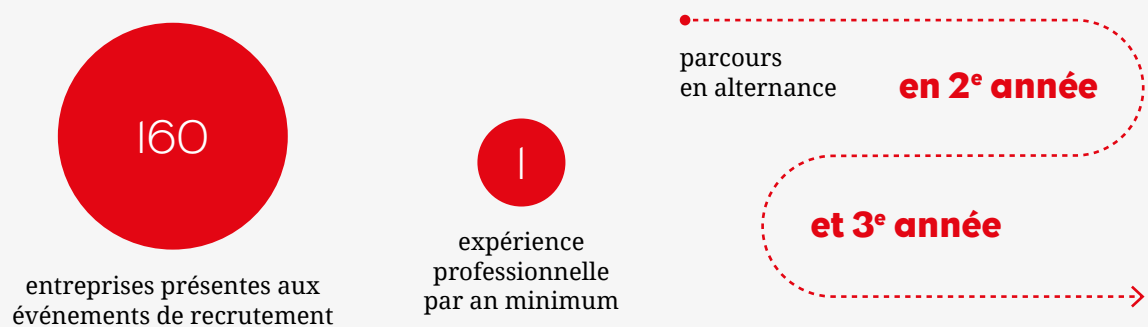 160
entreprises présentes aux
événements de recrutement
1
expérience
professionnelle
par an minimum
parcours
en alternance
en 2e année
et 3e année